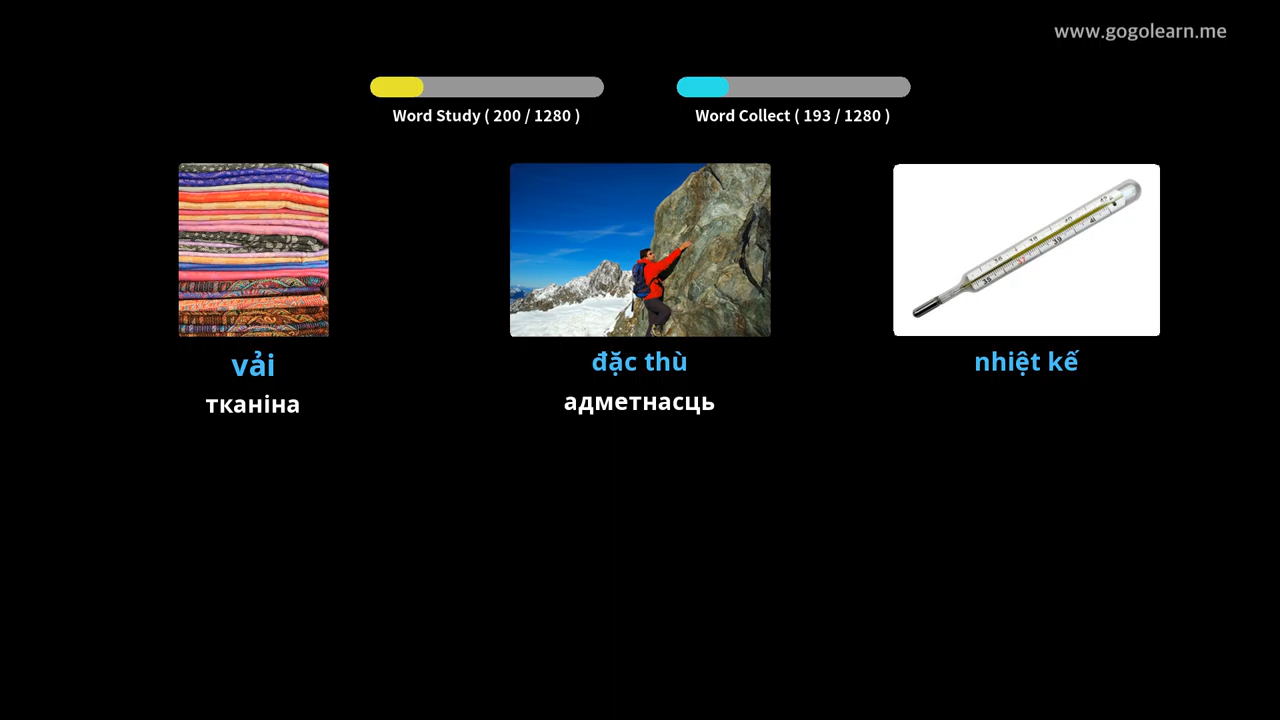 www.gogolearn.me
Word Study ( 200 / 1280 )
Word Collect ( 193 / 1280 )
vải
đặc thù
nhiệt kế
тканіна
адметнасць